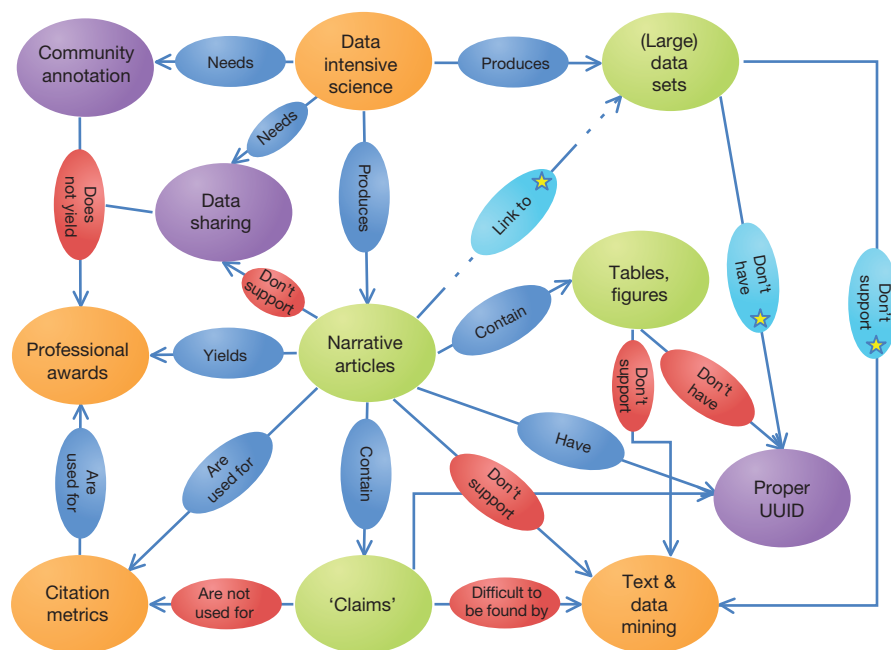 Community
annotation
Needs
Data
intensive
science
Produces
(Large)
data
sets
Needs
Does
not yield
Data
sharing
Produces
Link to
Don't
have
Don't
support
Don't
support
Tables,
figures
Contain
Professional
awards
Yields
Narrative
articles
Don't
support
Don't
have
Are
used for
Are
used for
Contain
Don't
support
Have
Proper
UUID
Citation
metrics
Are not
used for
'Claims'
Difficult to
be found by
Text &
data
mining